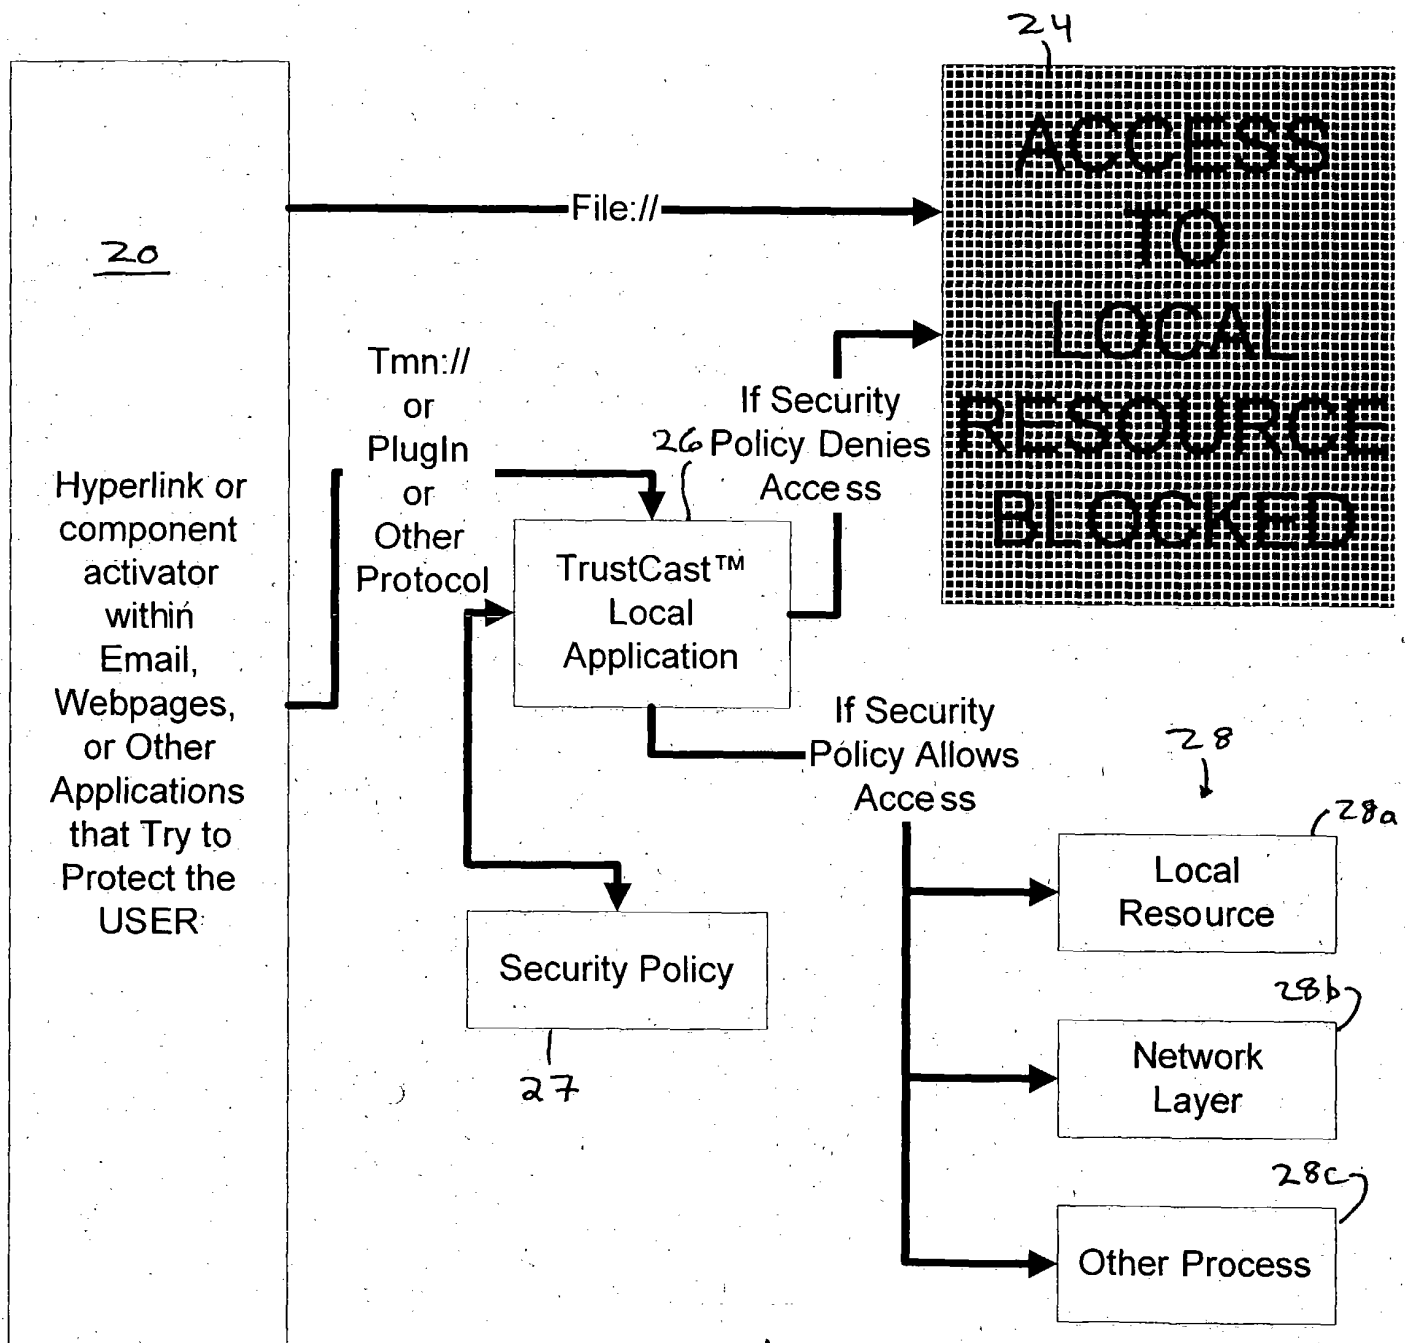 24
ACCESS
TO
LOCAL
RESOURCE
BLOCKED
File://
20
Tmn://
or
PlugIn
or
Other
Protocol
If Security
Policy Denies
Access
26
Hyperlink or
component
activator
within
Email,
Webpages,
or Other
Applications
that Try to
Protect the
USER
TrustCast™
Local
Application
If Security
Policy Allows
Access
28
28a
Local
Resource
Security Policy
27
28b
Network
Layer
28c
Other Process